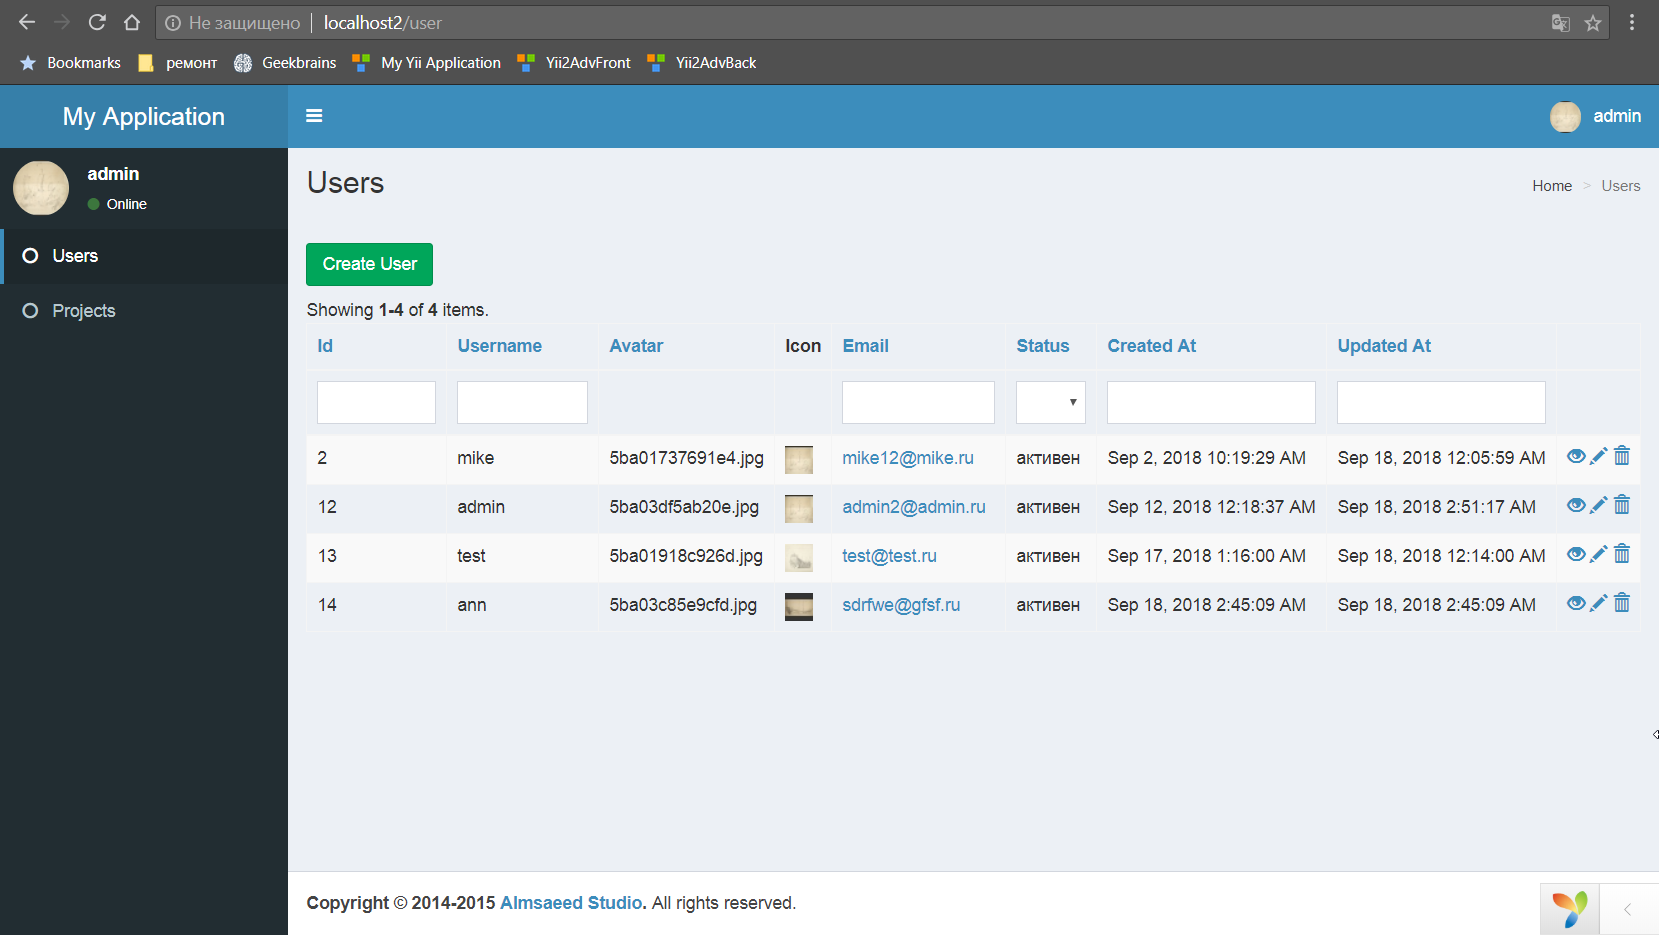 Не защищено localhost2/user
Bookmarks ремонт Geekbrains My Yii Application Yii2AdvFront Yii2AdvBack
My Application
admin
admin
Online
Users
Projects
Users
Home > Users
Create User
Showing 1-4 of 4 items.
Id Username Avatar Icon Email Status Created At Updated At
2 mike 5ba01737691e4.jpg mike12@mike.ru активен Sep 2, 2018 10:19:29 AM Sep 18, 2018 12:05:59 AM
12 admin 5ba03df5ab20e.jpg admin2@admin.ru активен Sep 12, 2018 12:18:37 AM Sep 18, 2018 2:51:17 AM
13 test 5ba01918c926d.jpg test@test.ru активен Sep 17, 2018 1:16:00 AM Sep 18, 2018 12:14:00 AM
14 ann 5ba03c85e9cfd.jpg sdrfwe@gfsf.ru активен Sep 18, 2018 2:45:09 AM Sep 18, 2018 2:45:09 AM
Copyright © 2014-2015 Almsaeed Studio. All rights reserved.